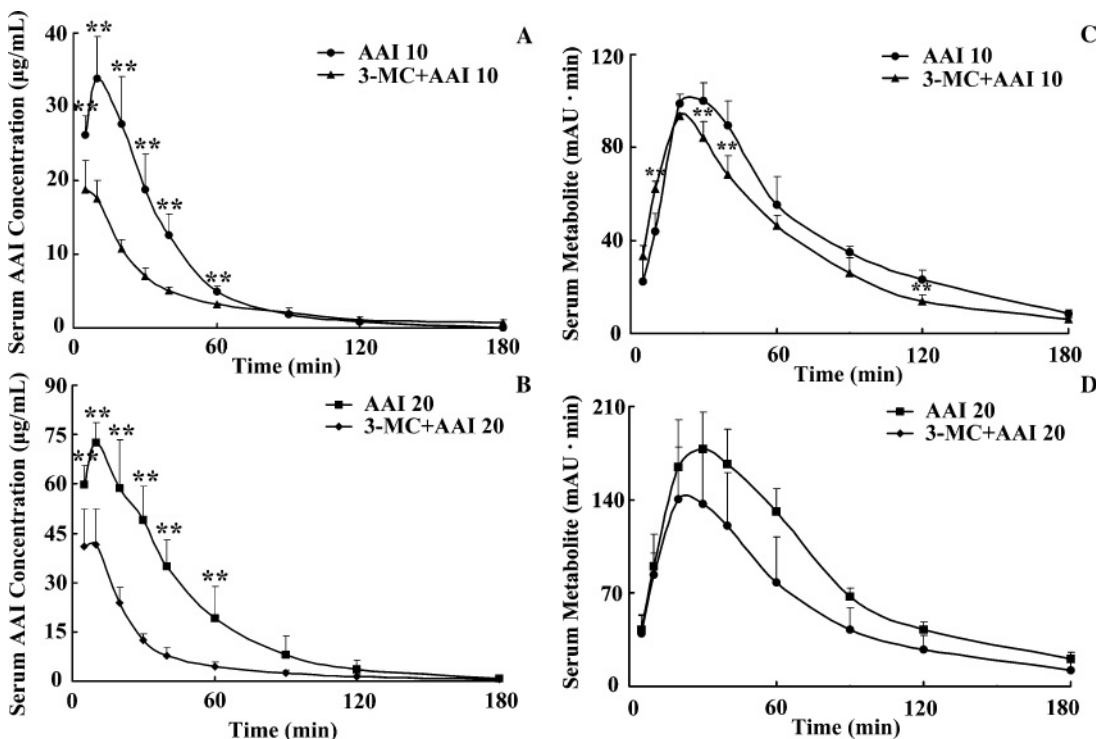 A
AAI 10
3-MC+AAI 10
Serum AAI Concentration (μg/mL)
40
30
20
10
0
**
**
**
**
**
**
0
60
120
180
Time (min)
C
AAI 10
3-MC+AAI 10
Serum Metabolite (mAU · min)
120
80
40
0
**
**
**
**
0
60
120
180
Time (min)
B
AAI 20
3-MC+AAI 20
Serum AAI Concentration (μg/mL)
90
75
60
45
30
15
0
**
**
**
**
**
**
0
60
120
180
Time (min)
D
AAI 20
3-MC+AAI 20
Serum Metabolite (mAU · min)
210
140
70
0
0
60
120
180
Time (min)